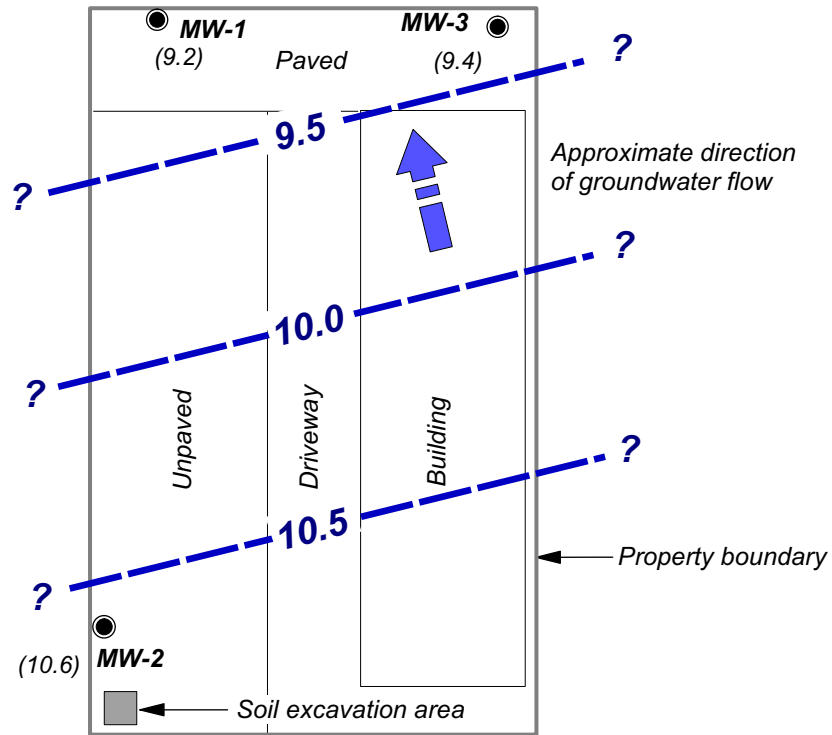 MW-1
MW-3
(9.2)
Paved
(9.4)
?
9.5
?
Approximate direction
of groundwater flow
?
10.0
?
Unpaved
Driveway
Building
?
10.5
?
Property boundary
(10.6)
MW-2
Soil excavation area